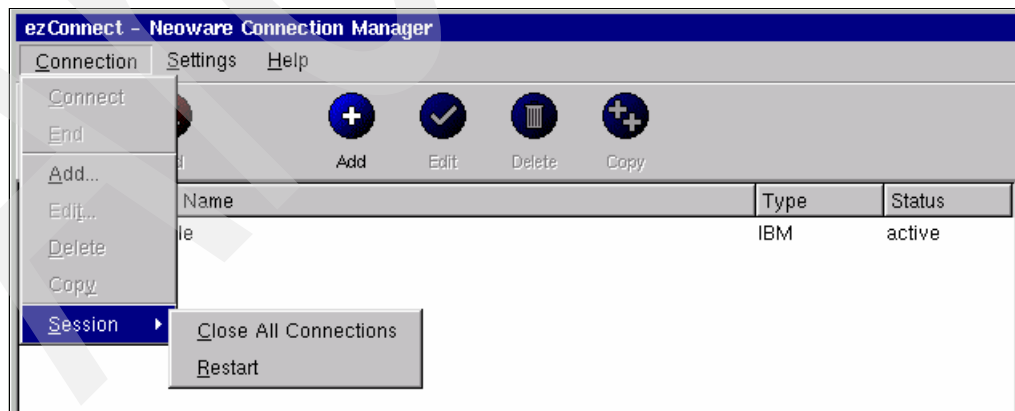 ezConnect – Neoware Connection Manager
Connection Settings Help
Connect
End
Add Edit Delete Copy
Add...
Edit...
Delete
Copy
Name Type Status
IBM active
Session
Close All Connections
Restart